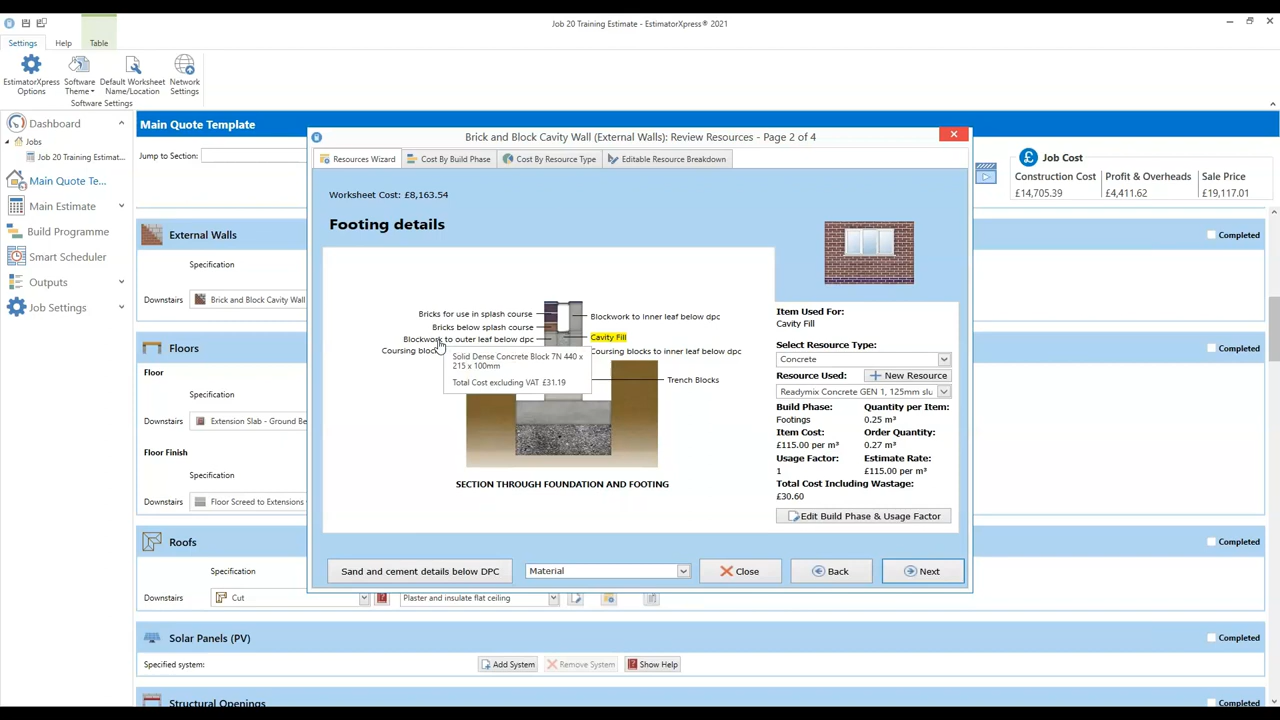 Job 20 Training Estimate - EstimatorXpress® 2021
Settings Help Table
EstimatorXpress Options
Software Theme
Default Worksheet Name/Location
Network Settings
Software Settings
Dashboard
Jobs
Job 20 Training Estimat...
Main Quote Te...
Main Estimate
Build Programme
Smart Scheduler
Outputs
Job Settings
Main Quote Template
Jump to Section:
Job Cost
Construction Cost Profit & Overheads Sale Price
£14,705.39 £4,411.62 £19,117.01
External Walls
Completed
Specification
Downstairs Brick and Block Cavity Wall
Floors
Completed
Floor
Specification
Downstairs Extension Slab - Ground Be
Floor Finish
Specification
Downstairs Floor Screed to Extensions
Roofs
Completed
Specification
Downstairs Cut Plaster and insulate flat ceiling
Solar Panels (PV)
Completed
Specified system: Add System Remove System Show Help
Structural Openings
Completed
Brick and Block Cavity Wall (External Walls): Review Resources - Page 2 of 4
Resources Wizard Cost By Build Phase Cost By Resource Type Editable Resource Breakdown
Worksheet Cost: £8,163.54
Footing details
Bricks for use in splash course
Bricks below splash course
Blockwork to outer leaf below dpc
Coursing block
Blockwork to Inner leaf below dpc
Cavity Fill
Coursing blocks to inner leaf below dpc
Trench Blocks
Solid Dense Concrete Block 7N 440 x
215 x 100mm
Total Cost excluding VAT £31.19
SECTION THROUGH FOUNDATION AND FOOTING
Item Used For:
Cavity Fill
Select Resource Type:
Concrete
Resource Used: New Resource
Readymix Concrete GEN 1, 125mm slu
Build Phase: Quantity per Item:
Footings 0.25 m³
Item Cost: Order Quantity:
£115.00 per m³ 0.27 m³
Usage Factor: Estimate Rate:
1 £115.00 per m³
Total Cost Including Wastage:
£30.60
Edit Build Phase & Usage Factor
Sand and cement details below DPC Material Close Back Next